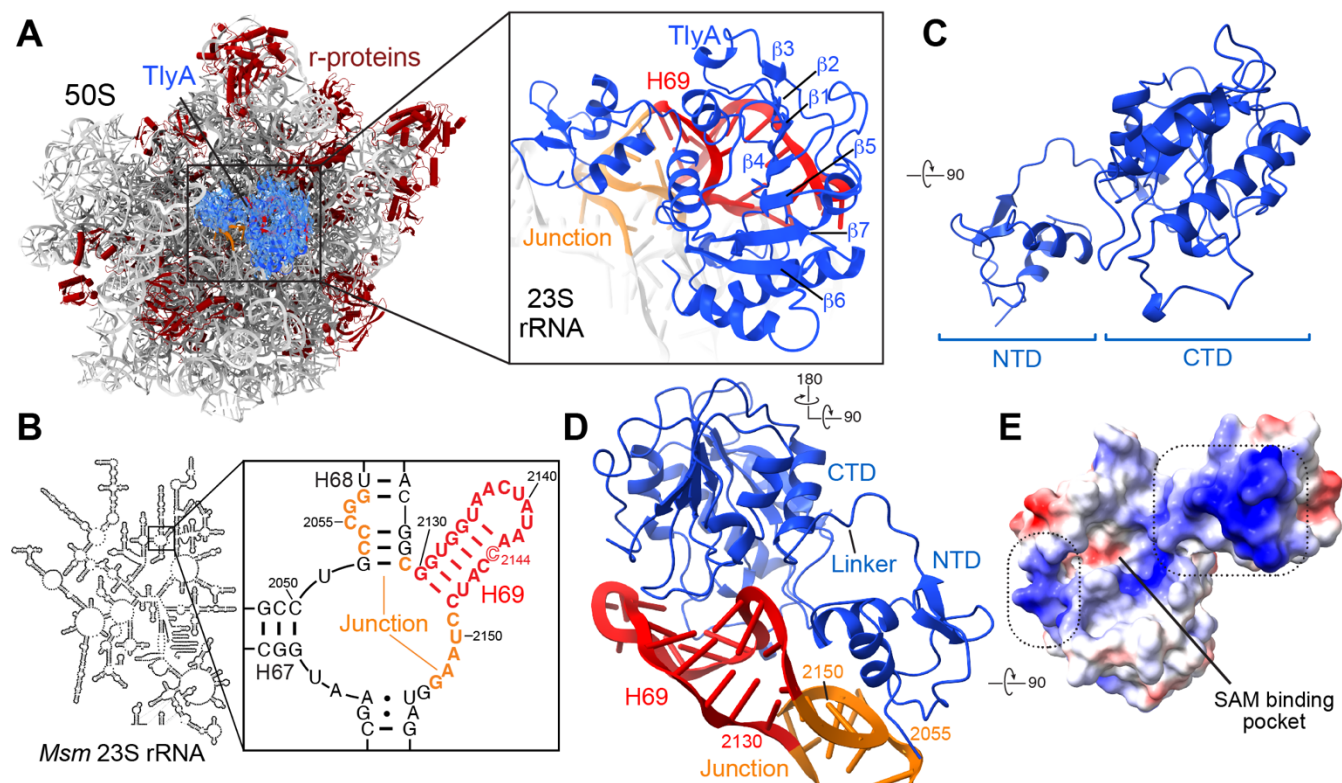 A
50S
TlyA
r-proteins
TlyA
H69
β3
β2
β1
β4
β5
β7
β6
Junction
23S
rRNA
C
90
NTD
CTD
B
Msm 23S rRNA
H68
U
G
C
C
C
G
2055
A
C
G
G
C
2130
G
G
U
G
G
U
A
A
C
U
A
U
A
A
C
C
A
U
C
2140
2144
H69
C
U
A
A
G
2150
Junction
2050
U
G C C
C G G
H67
U
A
A
G
C
U
G
A
G
G
D
180
90
CTD
Linker
NTD
H69
2130
2150
2055
Junction
E
90
SAM binding
pocket